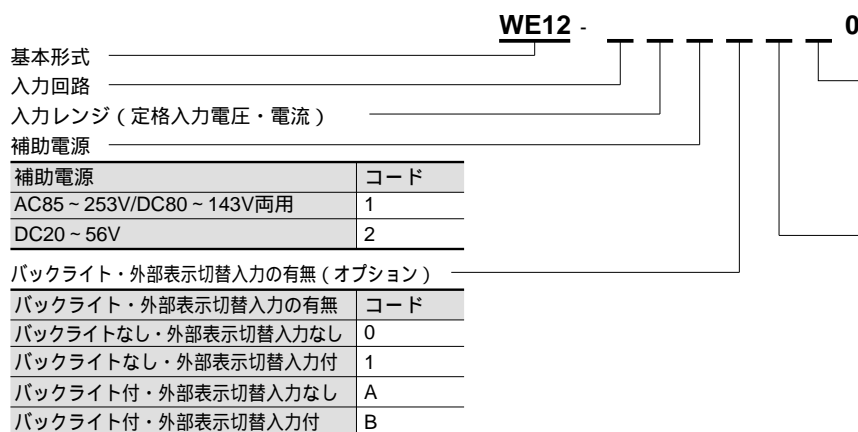 WE12 - 0
基本形式
入力回路
入力レンジ（定格入力電圧・電流）
補助電源
補助電源 コード
AC85～253V/DC80～143V両用 1
DC20～56V 2
バックライト・外部表示切替入力の有無（オプション）
バックライト・外部表示切替入力の有無 コード
バックライトなし・外部表示切替入力なし 0
バックライトなし・外部表示切替入力付 1
バックライト付・外部表示切替入力なし A
バックライト付・外部表示切替入力付 B